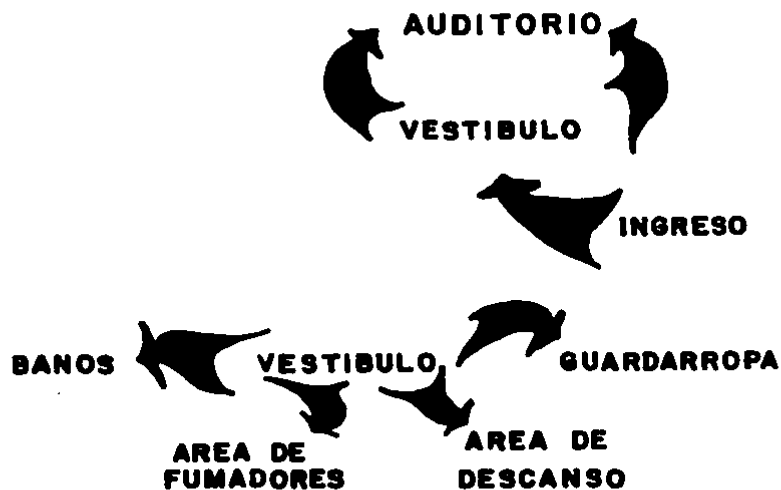 AUDITORIO
VESTIBULO
INGRESO
BANOS VESTIBULO GUARDARROPA
AREA DE
FUMADORES
AREA DE
DESCANSO